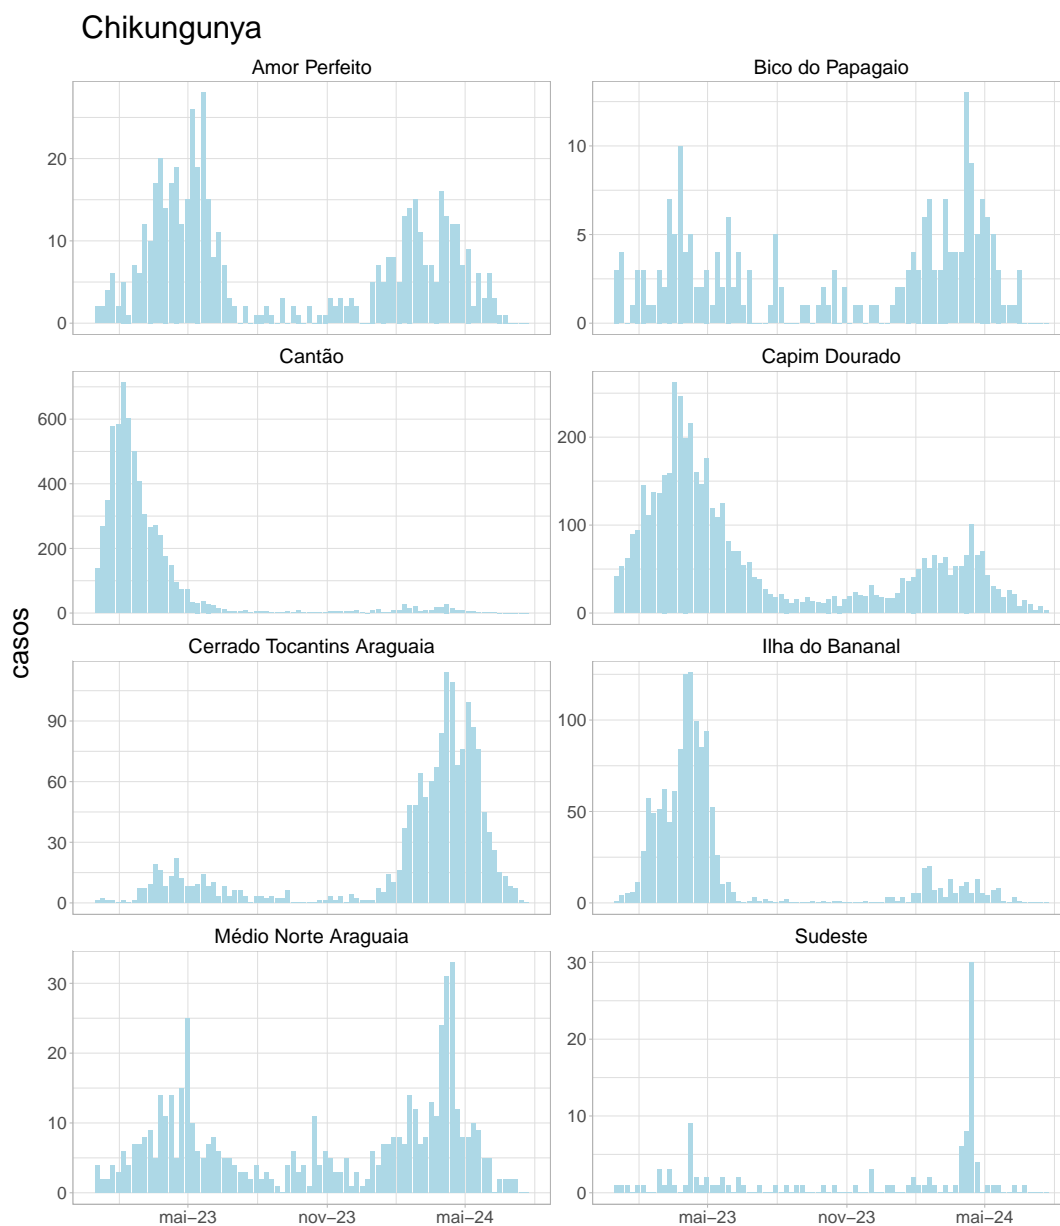 Chikungunya
Amor Perfeito
Bico do Papagaio
20
10
0
10
5
0
Cantão
Capim Dourado
600
400
200
0
200
100
0
casos
Cerrado Tocantins Araguaia
Ilha do Bananal
90
60
30
0
100
50
0
Médio Norte Araguaia
Sudeste
30
20
10
0
30
20
10
0
mai–23
nov–23
mai–24
mai–23
nov–23
mai–24